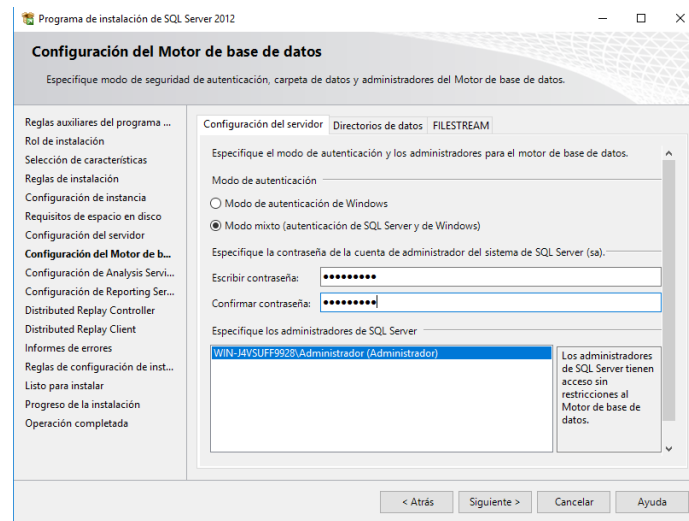 Programa de instalación de SQL Server 2012
Configuración del Motor de base de datos
Especifique modo de seguridad de autenticación, carpeta de datos y administradores del Motor de base de datos.
Reglas auxiliares del programa ...
Rol de instalación
Selección de características
Reglas de instalación
Configuración de instancia
Requisitos de espacio en disco
Configuración del servidor
Configuración del Motor de b...
Configuración de Analysis Servi...
Configuración de Reporting Ser...
Distributed Replay Controller
Distributed Replay Client
Informes de errores
Reglas de configuración de inst...
Listo para instalar
Progreso de la instalación
Operación completada
Configuración del servidor Directorios de datos FILESTREAM
Especifique el modo de autenticación y los administradores para el motor de base de datos.
Modo de autenticación
Modo de autenticación de Windows
Modo mixto (autenticación de SQL Server y de Windows)
Especifique la contraseña de la cuenta de administrador del sistema de SQL Server (sa).
Escribir contraseña: ●●●●●●●●●
Confirmar contraseña: ●●●●●●●●●
Especifique los administradores de SQL Server
WIN-J4VSUFF9928\Administrador (Administrador)
Los administradores
de SQL Server tienen
acceso sin
restricciones al
Motor de base de
datos.
< Atrás Siguiente > Cancelar Ayuda